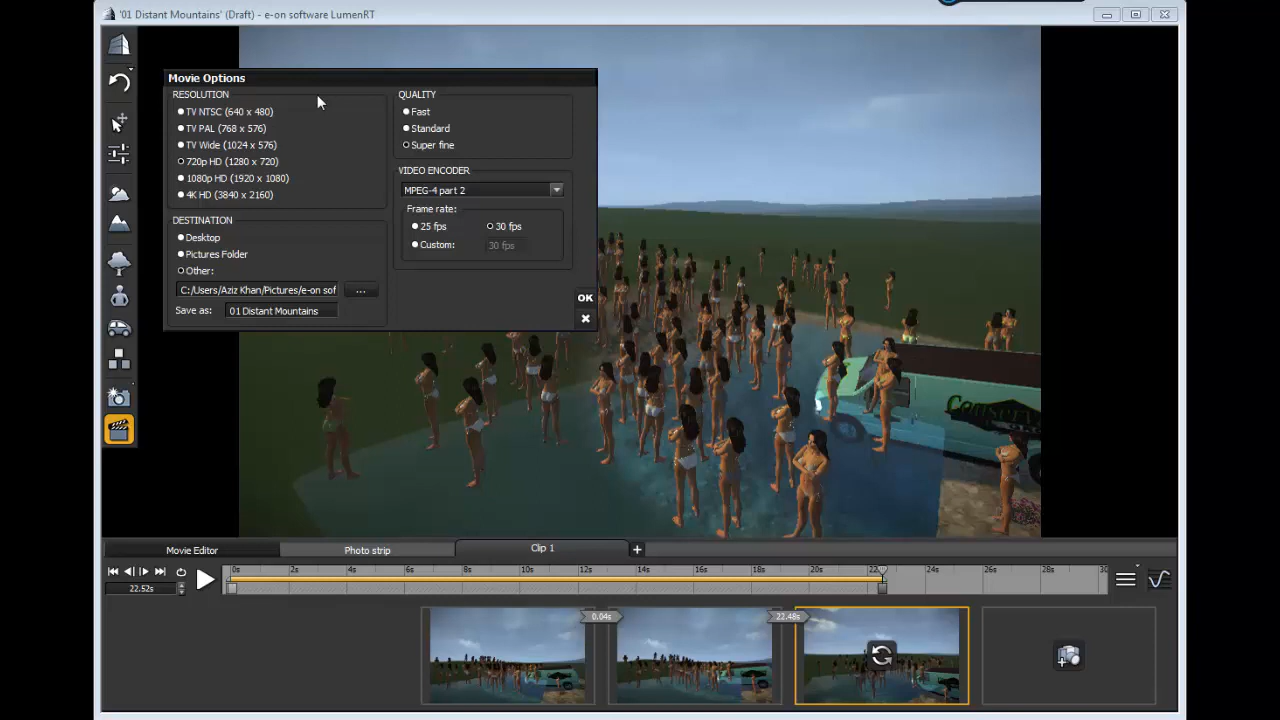 '01 Distant Mountains' (Draft) - e-on software LumenRT
Movie Options
RESOLUTION
TV NTSC (640 x 480)
TV PAL (768 x 576)
TV Wide (1024 x 576)
720p HD (1280 x 720)
1080p HD (1920 x 1080)
4K HD (3840 x 2160)
DESTINATION
Desktop
Pictures Folder
Other:
C:/Users/Aziz Khan/Pictures/e-on sof
...
Save as: 01 Distant Mountains
QUALITY
Fast
Standard
Super fine
VIDEO ENCODER
MPEG-4 part 2
Frame rate:
25 fps 30 fps
Custom: 30 fps
OK
Conserv
Movie Editor Photo strip Clip 1 +
0s 2s 4s 6s 8s 10s 12s 14s 16s 18s 20s 22s 24s 26s 28s 30
22.52s
0.04s 22.48s